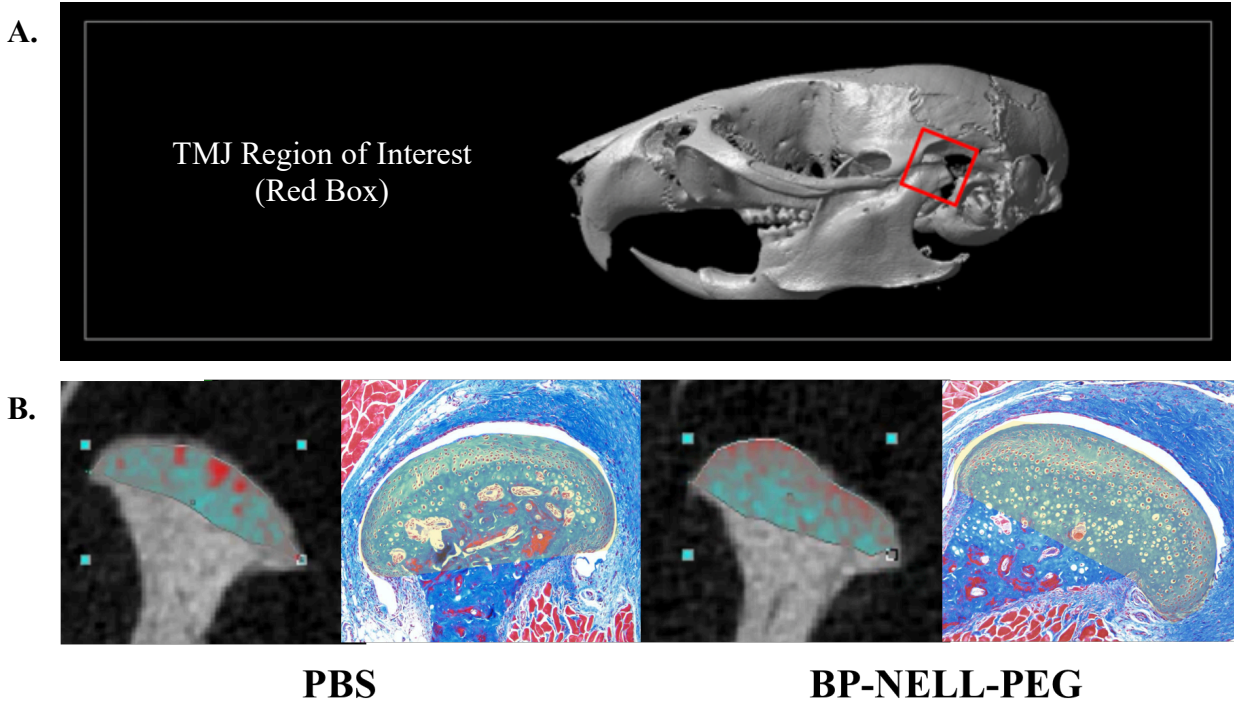 A.
TMJ Region of Interest
(Red Box)
B.
PBS
BP-NELL-PEG